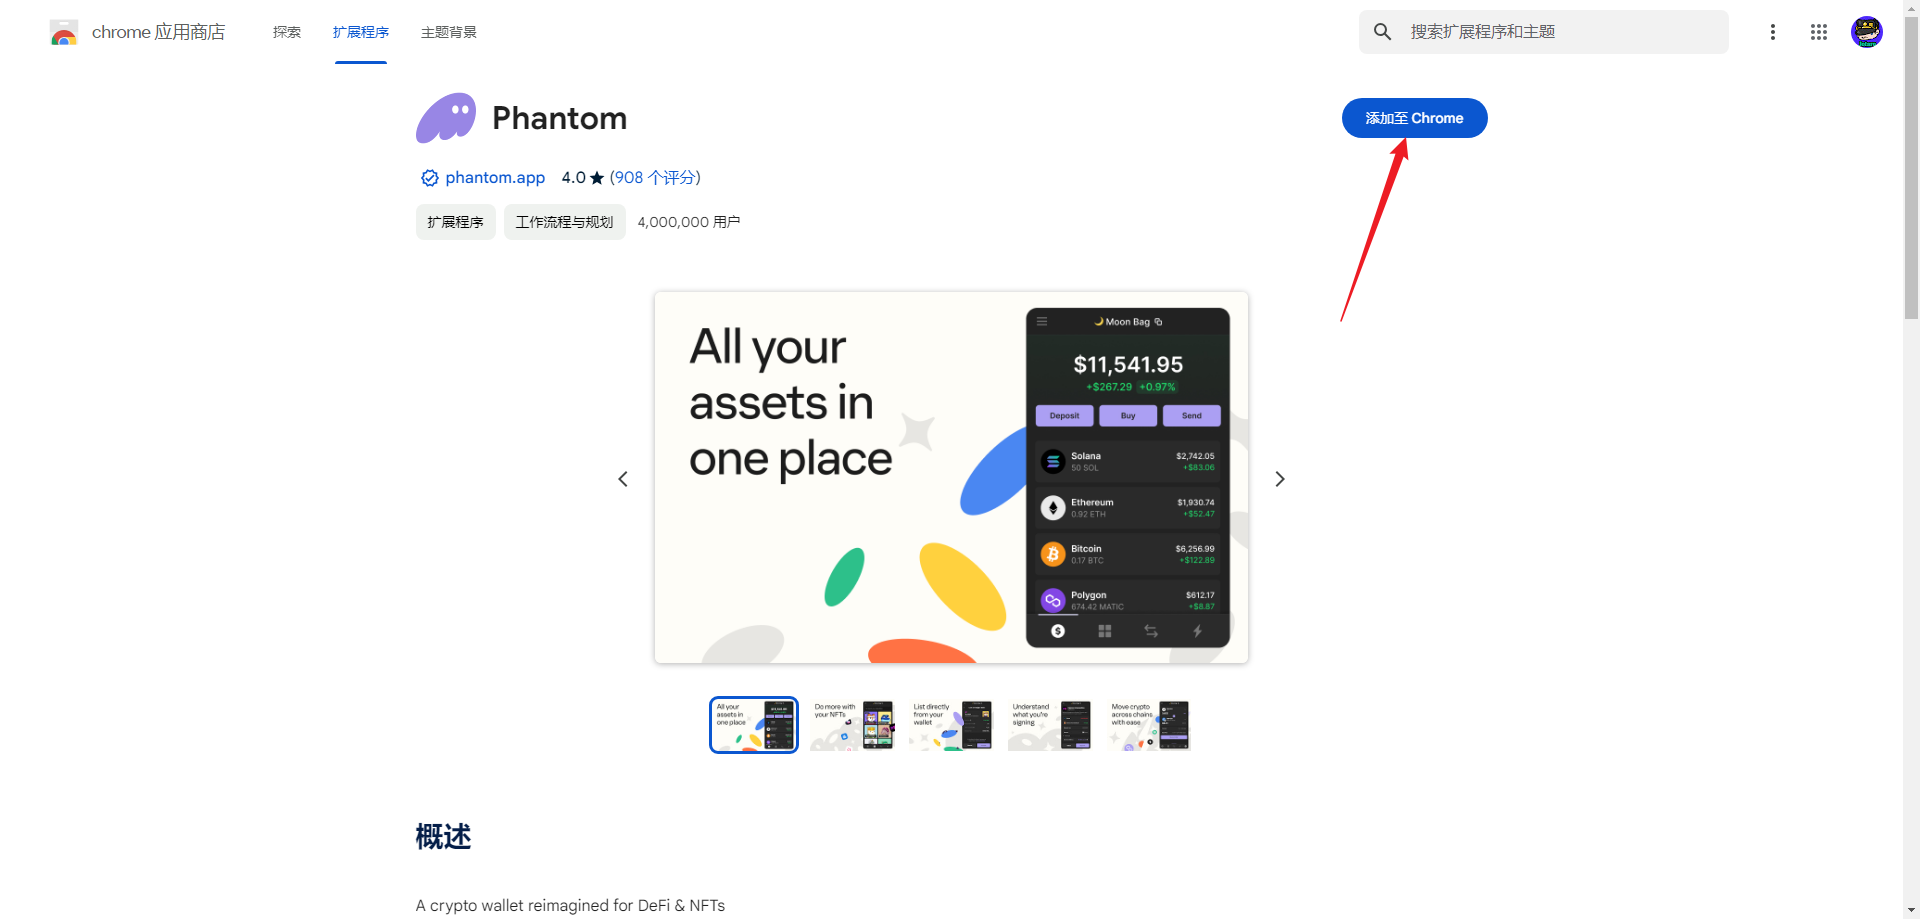 chrome 应用商店
探索
扩展程序
主题背景
搜索扩展程序和主题
Phantom
添加至 Chrome
phantom.app 4.0 ★ (908 个评分)
扩展程序
工作流程与规划
4,000,000 用户
All your
assets in
one place
Moon Bag
$11,541.95
+$267.29 +0.97%
Deposit
Buy
Send
Solana
$2,742.05
50 SOL
+$83.06
Ethereum
$1,930.74
0.92 ETH
+$52.47
Bitcoin
$6,256.99
0.17 BTC
+$122.89
Polygon
$612.17
674.42 MATIC
+$8.87
All your
assets in
one place
Do more with
your NFTs
List directly
from your
wallet
Understand
what you're
signing
Move crypto
across chains
with ease
概述
A crypto wallet reimagined for DeFi & NFTs